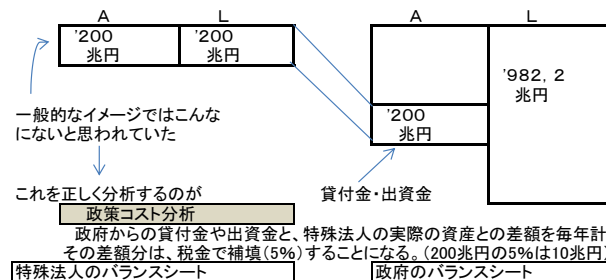 A L A L
'200
兆円
'200
兆円
'982, 2
兆円
'200
兆円
一般的なイメージではこんな
にないと思われていた
これを正しく分析するのが
貸付金・出資金
政策コスト分析
政府からの貸付金や出資金と、特殊法人の実際の資産との差額を毎年計
その差額分は、税金で補填(5%)することになる。(200兆円の5%は10兆円)
特殊法人のバランスシート
政府のバランスシート